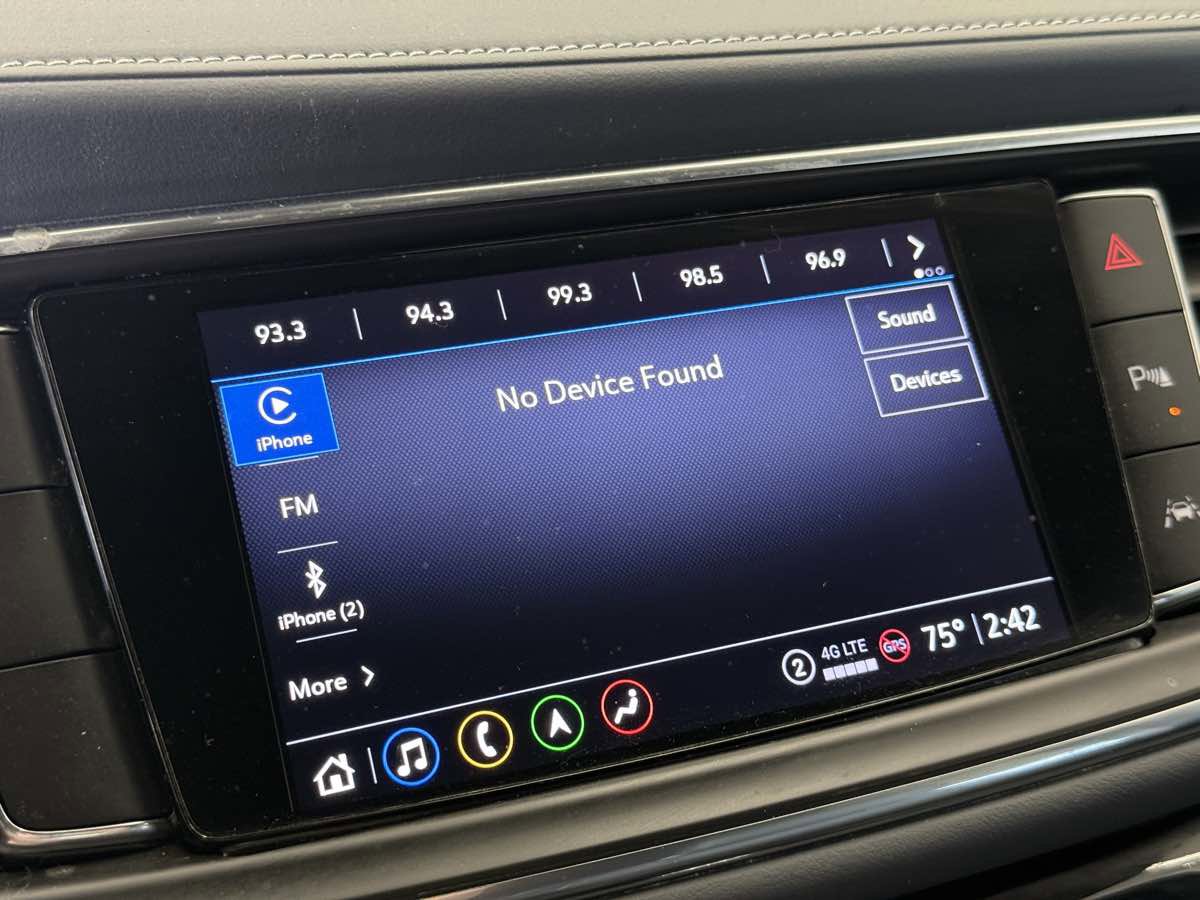 93.3 | 94.3 | 99.3 | 98.5 | 96.9
Sound
iPhone
No Device Found
Devices
FM
iPhone (2)
More
2 4G LTE GPS 75° 2:42
P